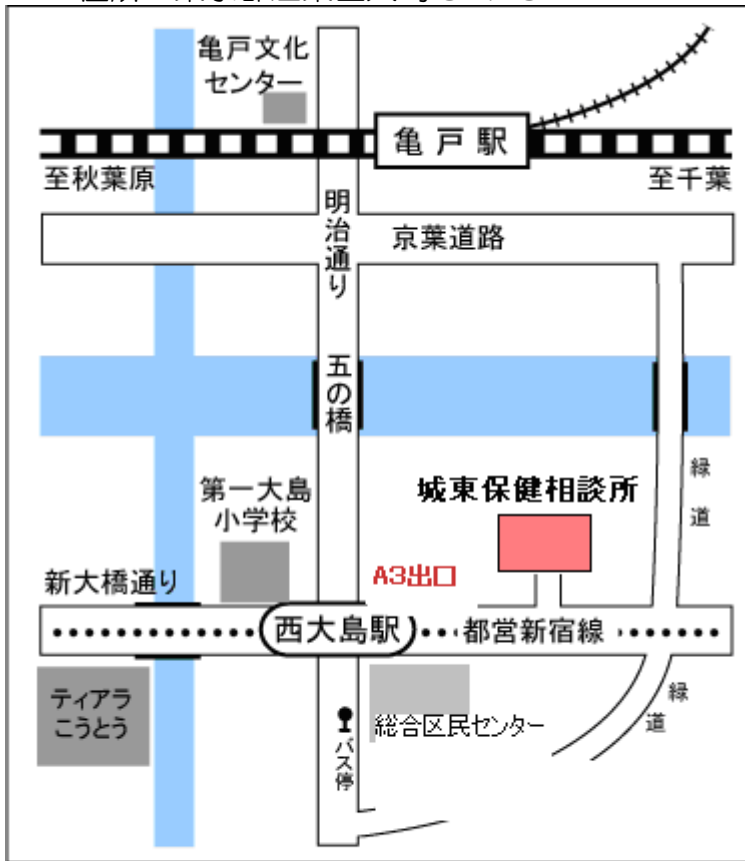 亀戸文化
センター
亀戸駅
至秋葉原
至千葉
明治通り
京葉道路
五の橋
城東保健相談所
緑道
第一大島
小学校
A3出口
新大橋通り
西大島駅
都営新宿線
ティアラ
こうとう
総合区民センター
緑道
バス停